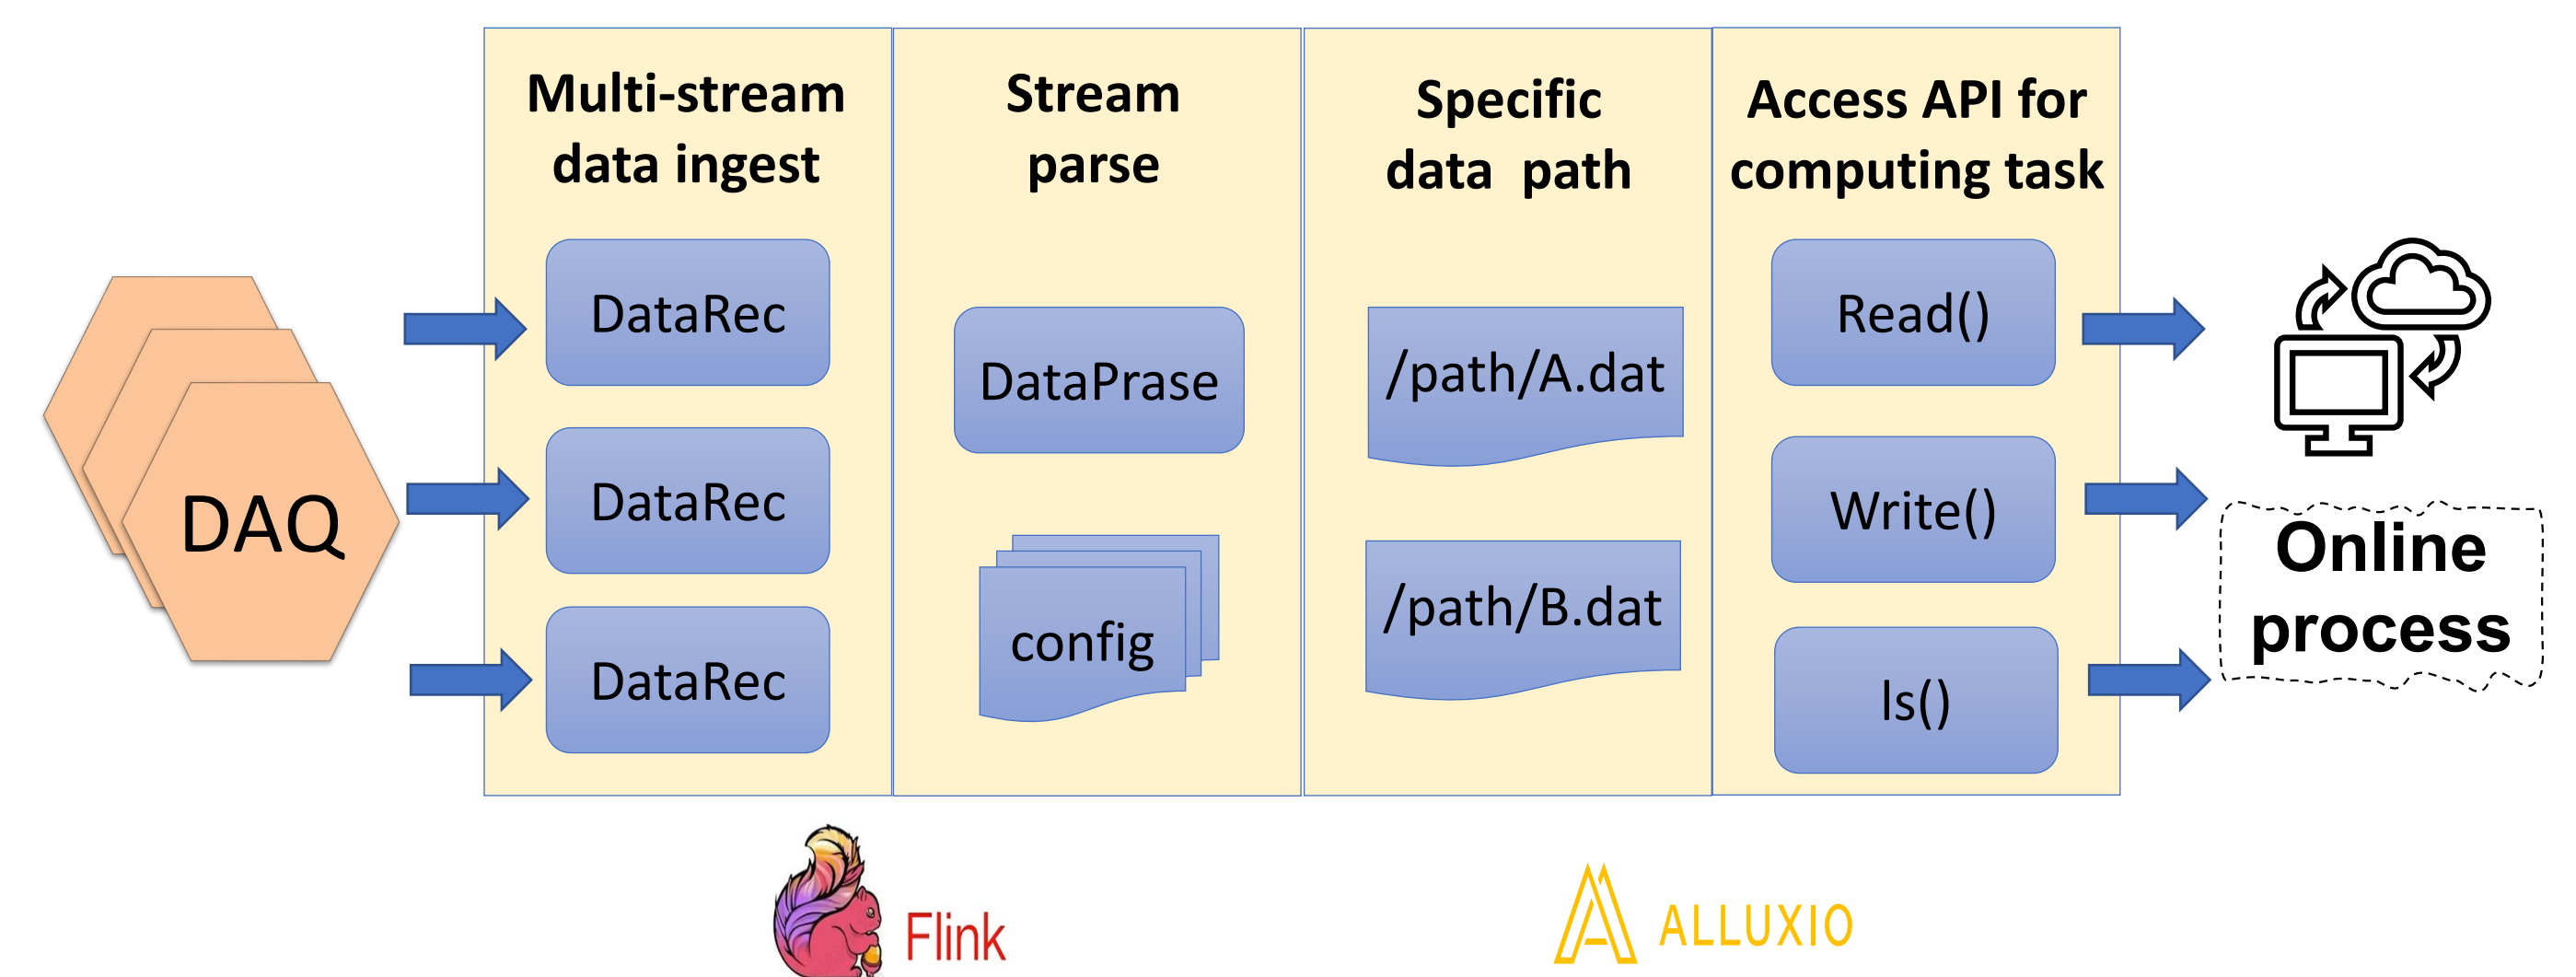 Multi-stream
data ingest
Stream
parse
Specific
data path
Access API for
computing task
DAQ
DataRec
DataRec
DataRec
DataPrase
config
/path/A.dat
/path/B.dat
Read()
Write()
ls()
Online
process
Flink
ALLUXIO